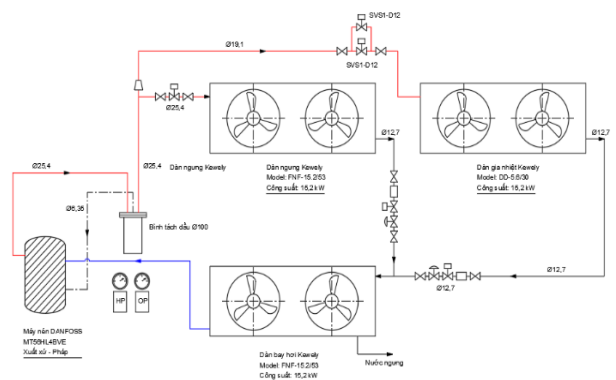 SVS1-D12
Ø19,1
SVS1-D12
Ø25,4
Ø12,7
Ø12,7
Ø25,4
Ø25,4
Dàn ngưng Kewely
Dàn ngưng Kewely
Model: FNF-15.2/53
Công suất: 15,2 kW
Dàn gia nhiệt Kewely
Model: DD-5.6/30
Công suất: 15,2 kW
Ø6,35
Bình tách dầu Ø100
Ø12,7
Ø12,7
HP
OP
Máy nén DANFOSS
MT56HL4BVE
Xuất xứ - Pháp
Nước ngưng
Dàn bay hơi Kewely
Model: FNF-15.2/53
Công suất: 15,2 kW